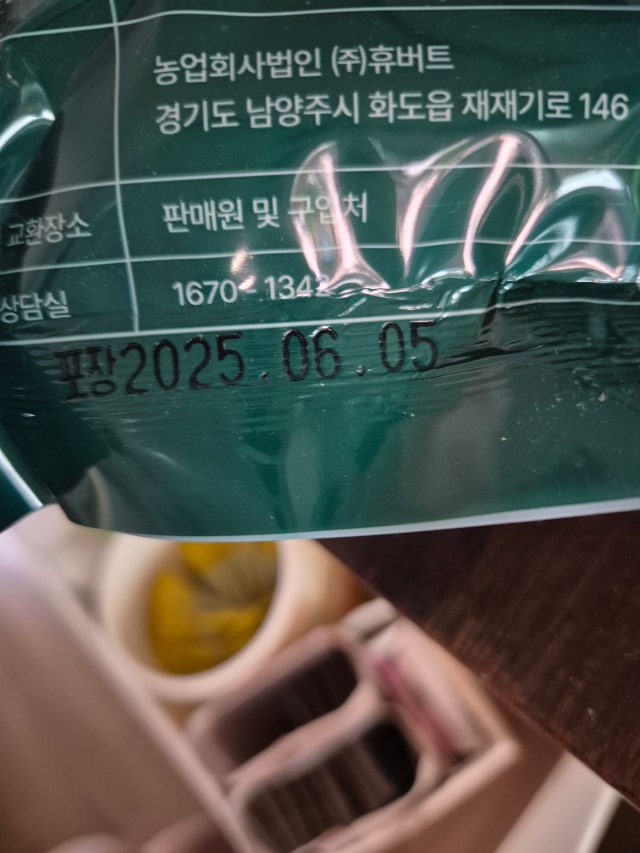 농업회사법인 (주)휴버트
경기도 남양주시 화도읍 재재기로 146
교환장소 판매원 및 구입처
상담실 1670 - 1342
포장2025.06.05